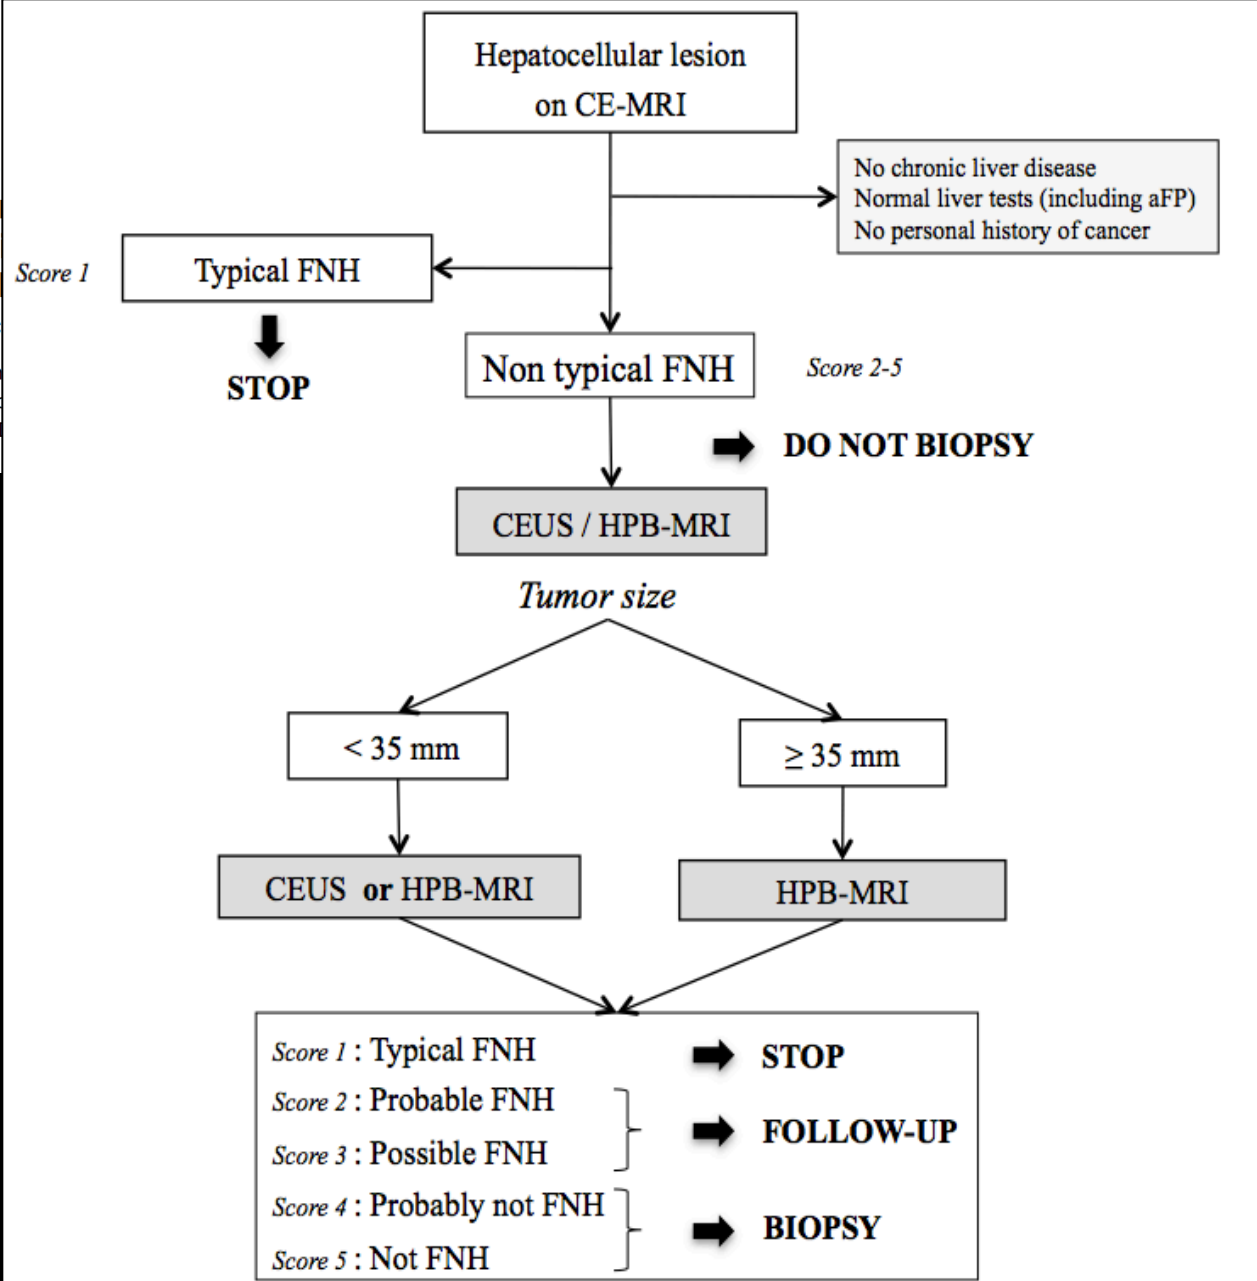 Hepatocellular lesion
on CE-MRI
No chronic liver disease
Normal liver tests (including aFP)
No personal history of cancer
Score 1
Typical FNH
STOP
Non typical FNH
Score 2-5
DO NOT BIOPSY
CEUS / HPB-MRI
Tumor size
< 35 mm
≥ 35 mm
CEUS or HPB-MRI
HPB-MRI
Score 1 : Typical FNH
STOP
Score 2 : Probable FNH
FOLLOW-UP
Score 3 : Possible FNH
Score 4 : Probably not FNH
BIOPSY
Score 5 : Not FNH